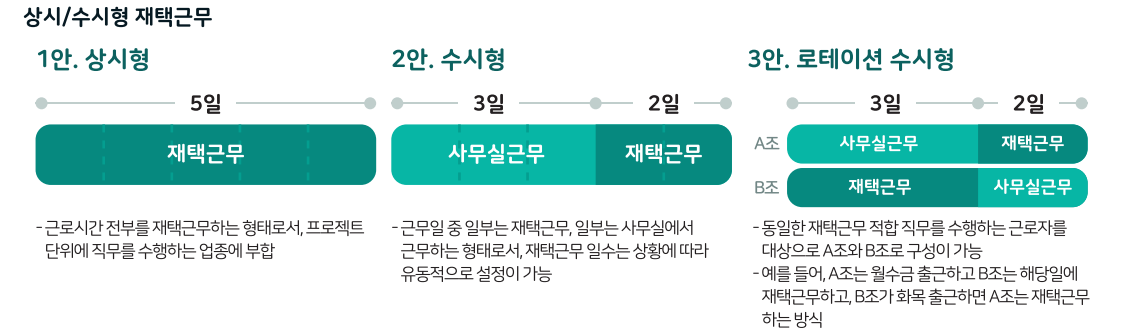 상시/수시형 재택근무
1안. 상시형
5일
재택근무
- 근로시간 전부를 재택근무하는 형태로서, 프로젝트
단위에 직무를 수행하는 업종에 부합
2안. 수시형
3일 2일
사무실근무 재택근무
- 근무일 중 일부는 재택근무, 일부는 사무실에서
근무하는 형태로서, 재택근무 일수는 상황에 따라
유동적으로 설정이 가능
3안. 로테이션 수시형
3일 2일
A조 사무실근무 재택근무
B조 재택근무 사무실근무
- 동일한 재택근무 적합 직무를 수행하는 근로자를
대상으로 A조와 B조로 구성이 가능
- 예를 들어, A조는 월수금 출근하고 B조는 해당일에
재택근무하고, B조가 화목 출근하면 A조는 재택근무
하는 방식